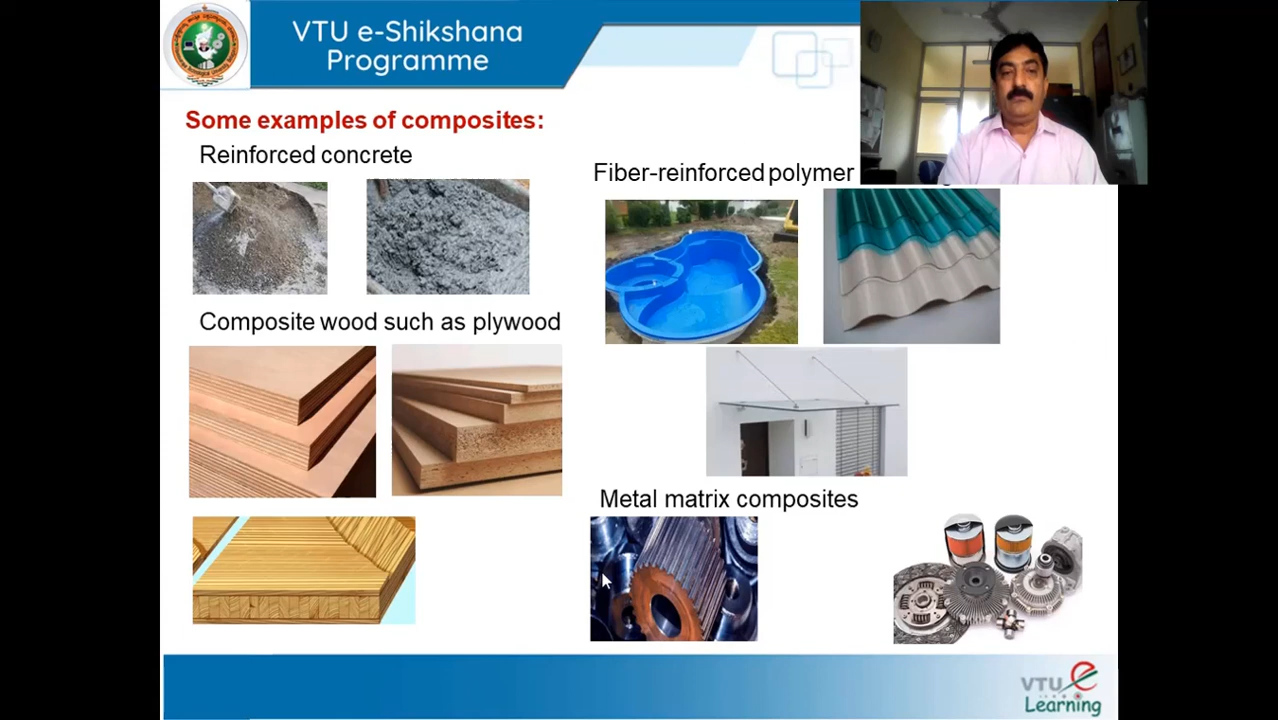 VTU e-Shikshana
Programme
Some examples of composites:
Reinforced concrete
Fiber-reinforced polymer
Composite wood such as plywood
Metal matrix composites
VTU e
Learning